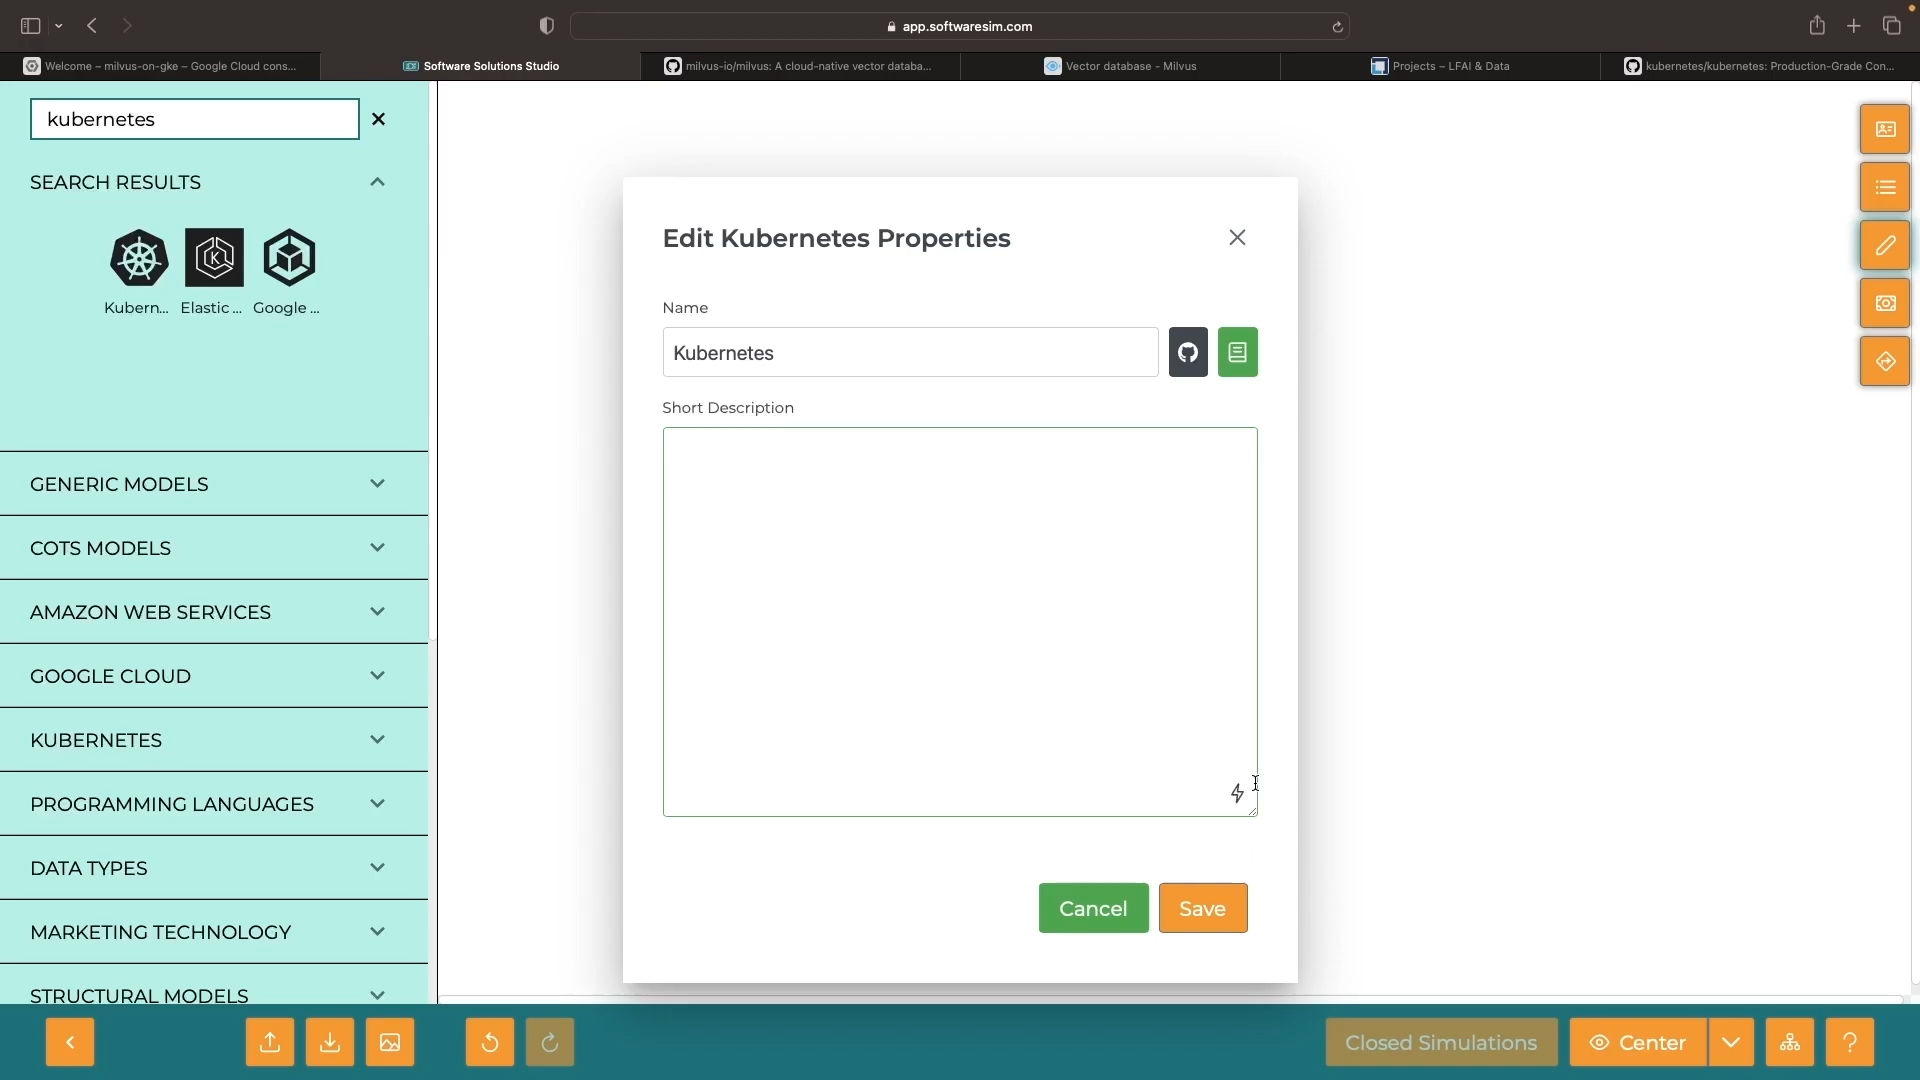 app.softwaresim.com
Welcome – milvus-on-gke – Google Cloud cons...
Software Solutions Studio
milvus-io/milvus: A cloud-native vector databa...
Vector database - Milvus
Projects – LFAI & Data
kubernetes/kubernetes: Production-Grade Con...
kubernetes
SEARCH RESULTS
Kubern...
Elastic ...
Google ...
GENERIC MODELS
COTS MODELS
AMAZON WEB SERVICES
GOOGLE CLOUD
KUBERNETES
PROGRAMMING LANGUAGES
DATA TYPES
MARKETING TECHNOLOGY
STRUCTURAL MODELS
Edit Kubernetes Properties
Name
Kubernetes
Short Description
Cancel
Save
Closed Simulations
Center